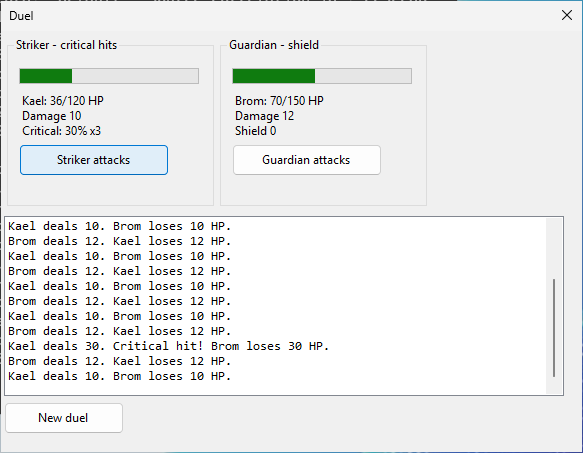 Duel
Striker - critical hits
Kael: 36/120 HP
Damage 10
Critical: 30% x3
Striker attacks
Guardian - shield
Brom: 70/150 HP
Damage 12
Shield 0
Guardian attacks
Kael deals 10. Brom loses 10 HP.
Brom deals 12. Kael loses 12 HP.
Kael deals 10. Brom loses 10 HP.
Brom deals 12. Kael loses 12 HP.
Kael deals 10. Brom loses 10 HP.
Brom deals 12. Kael loses 12 HP.
Kael deals 10. Brom loses 10 HP.
Brom deals 12. Kael loses 12 HP.
Kael deals 30. Critical hit! Brom loses 30 HP.
Brom deals 12. Kael loses 12 HP.
Kael deals 10. Brom loses 10 HP.
New duel